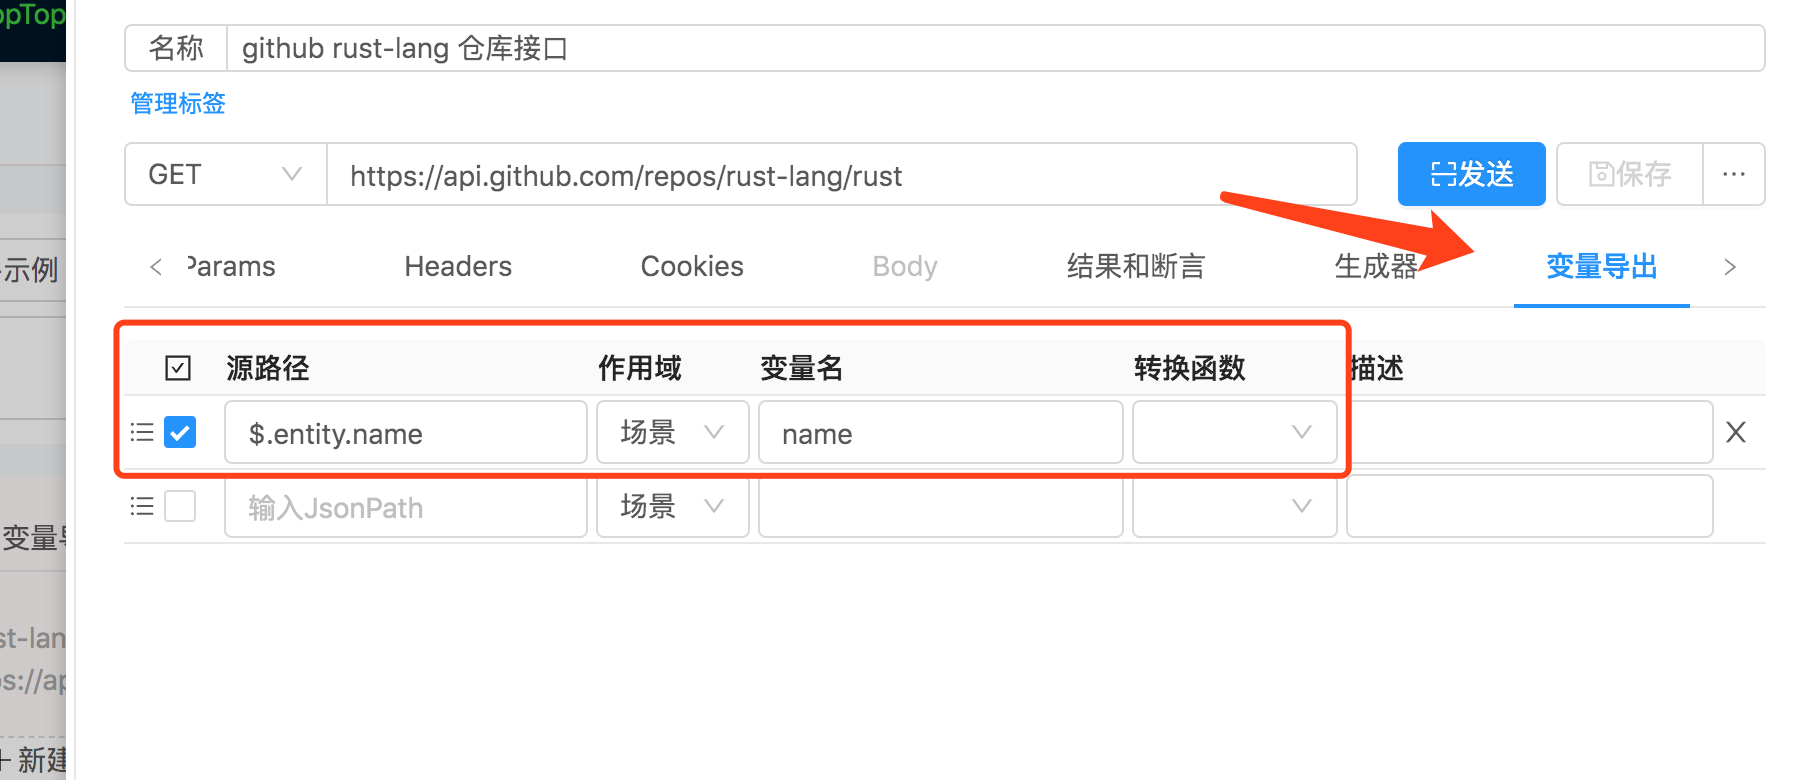 名称 github rust-lang 仓库接口
管理标签
GET https://api.github.com/repos/rust-lang/rust 发送 保存 ...
Params Headers Cookies Body 结果和断言 生成器 变量导出
源路径 作用域 变量名 转换函数 描述
$.entity.name 场景 name
输入JsonPath 场景
pTop
示例
变量
st-lan
s://ap
+ 新建